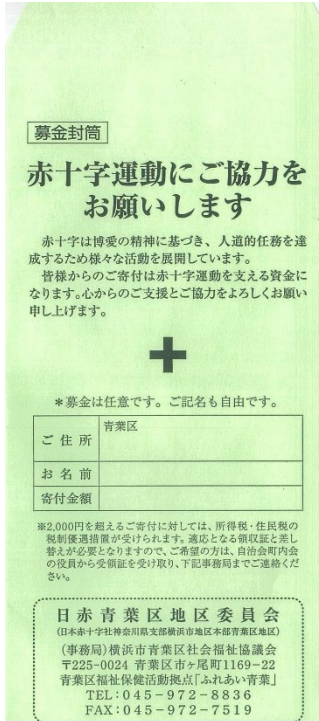 募金封筒
赤十字運動にご協力を
お願いします
赤十字は博愛の精神に基づき、人道的任務を達
成するため様々な活動を展開しています。
皆様からのご寄付は赤十字運動を支える資金に
なります。心からのご支援とご協力をよろしくお願い
申し上げます。
＊募金は任意です。ご記名も自由です。
ご住所 青葉区
お名前
寄付金額
※2,000円を超えるご寄付に対しては、所得税・住民税の
税制優遇措置が受けられます。適応となる領収証と差し
替えが必要となりますので、ご希望の方は、自治会町内会
の役員から受領証を受け取り、下記事務局までご連絡くだ
さい。
日赤青葉区地区委員会
(日本赤十字社神奈川県支部横浜市地区本部青葉区地区)
(事務局)横浜市青葉区社会福祉協議会
〒225-0024 青葉区市ヶ尾町1169−22
青葉区福祉保健活動拠点「ふれあい青葉」
TEL:045−972−8836
FAX:045−972−7519